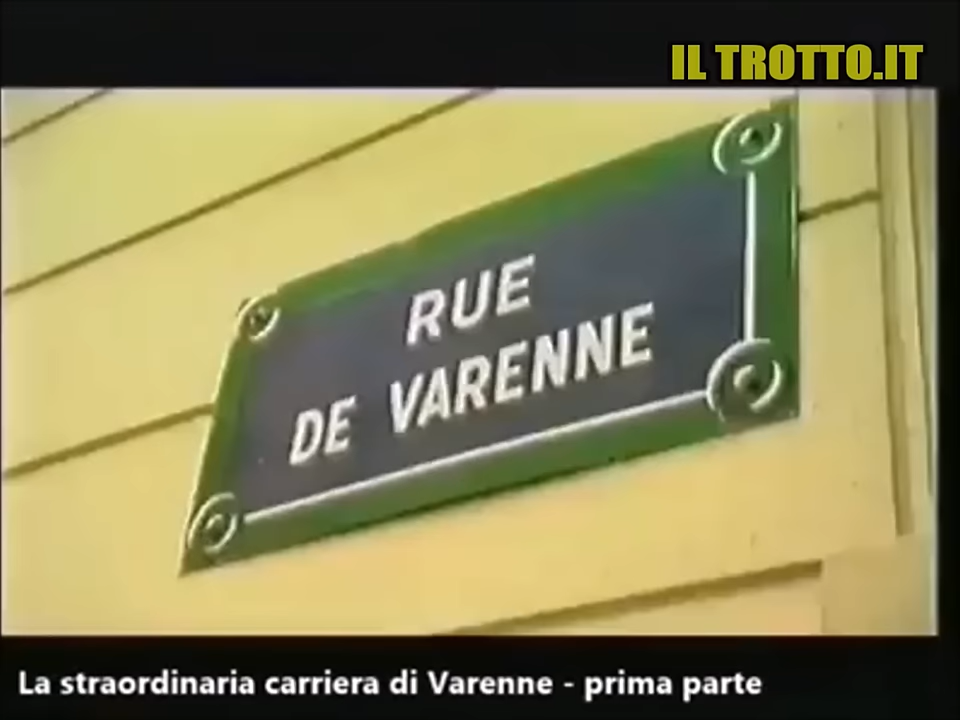 IL TROTTO.IT
RUE
DE VARENNE
La straordinaria carriera di Varenne - prima parte